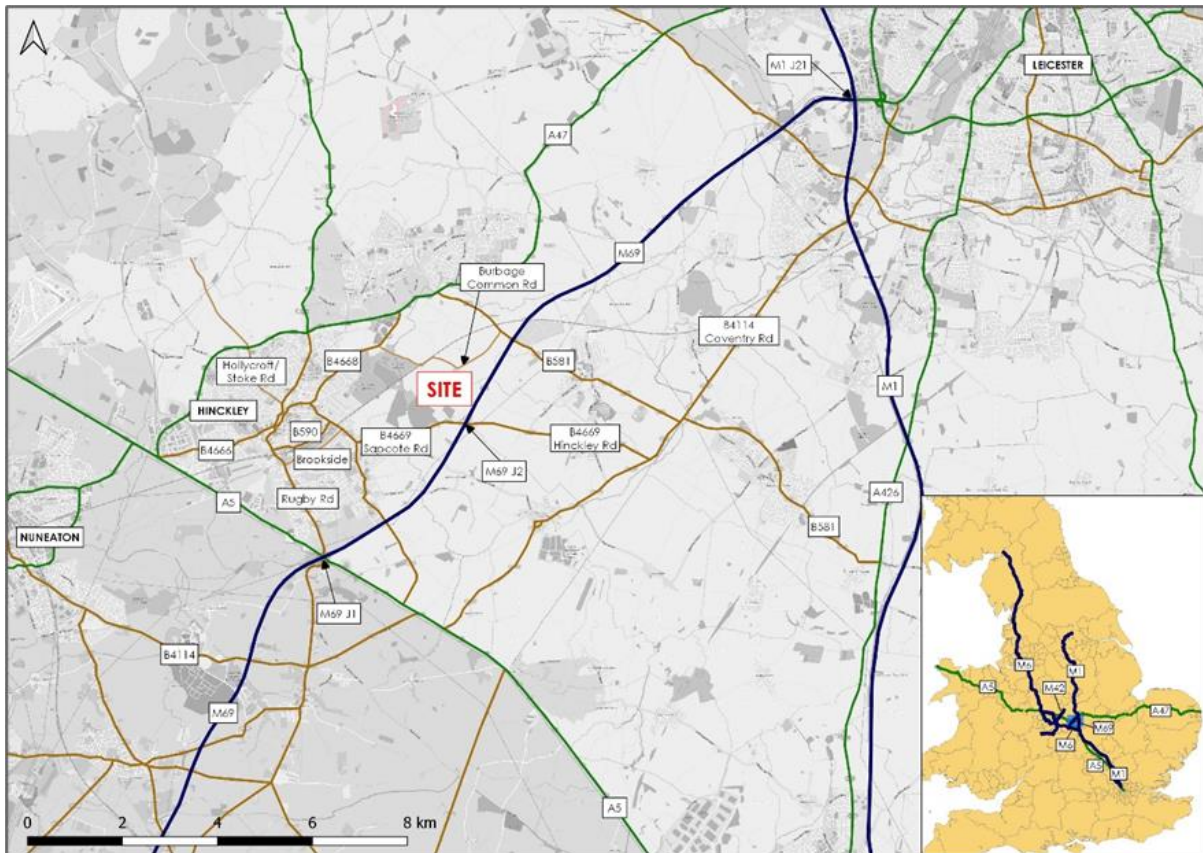 M1 J21
LEICESTER
A47
M69
Burbage
Common Rd
B4114
Coventry Rd
Hollycroft/
Stoke Rd
B4668
B581
SITE
M1
HINCKLEY
B590
B4669
Sapcote Rd
B4669
Hinckley Rd
B4666
Brookside
M69 J2
Rugby Rd
A5
A426
B581
NUNEATON
M69 J1
B4114
M69
A5
0
2
4
6
8 km
M6
M1
A5
M42
A47
M69
M6
A5
M1